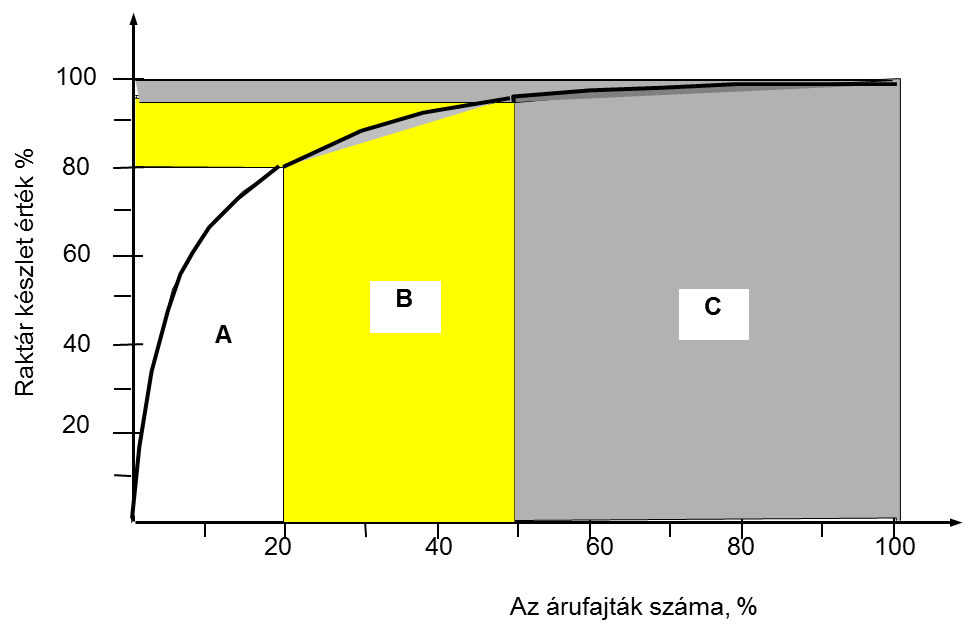 100
80
60
40
20
Raktár készlet érték %
A
B
C
20 40 60 80 100
Az árufajták száma, %